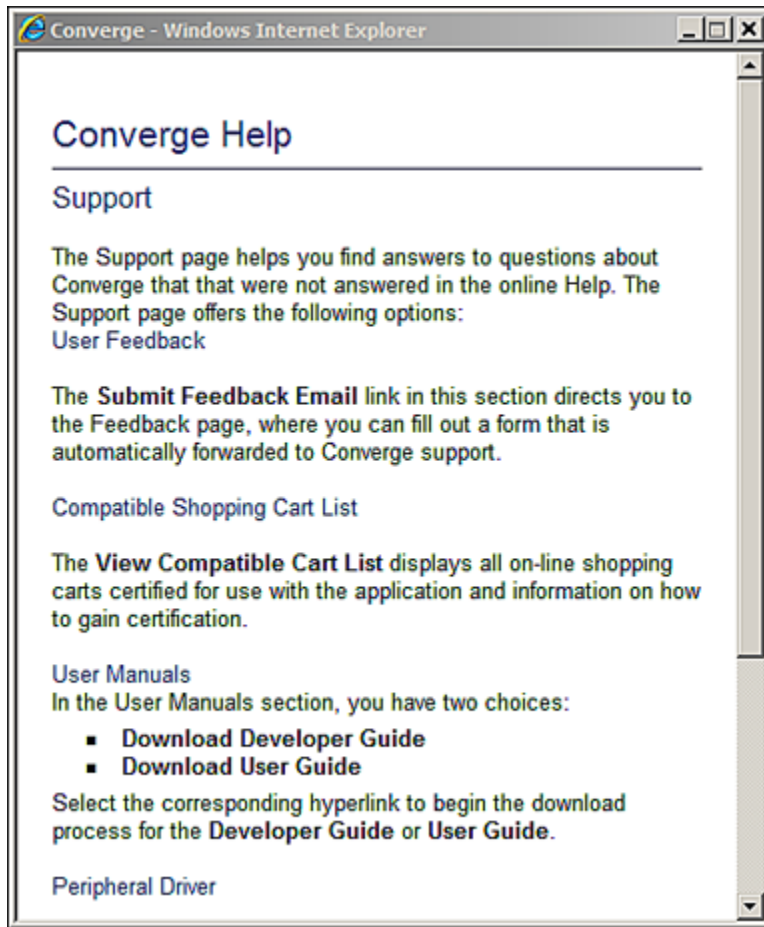 Converge - Windows Internet Explorer
Converge Help
Support
The Support page helps you find answers to questions about
Converge that that were not answered in the online Help. The
Support page offers the following options:
User Feedback
The Submit Feedback Email link in this section directs you to
the Feedback page, where you can fill out a form that is
automatically forwarded to Converge support.
Compatible Shopping Cart List
The View Compatible Cart List displays all on-line shopping
carts certified for use with the application and information on how
to gain certification.
User Manuals
In the User Manuals section, you have two choices:
▪ Download Developer Guide
▪ Download User Guide
Select the corresponding hyperlink to begin the download
process for the Developer Guide or User Guide.
Peripheral Driver